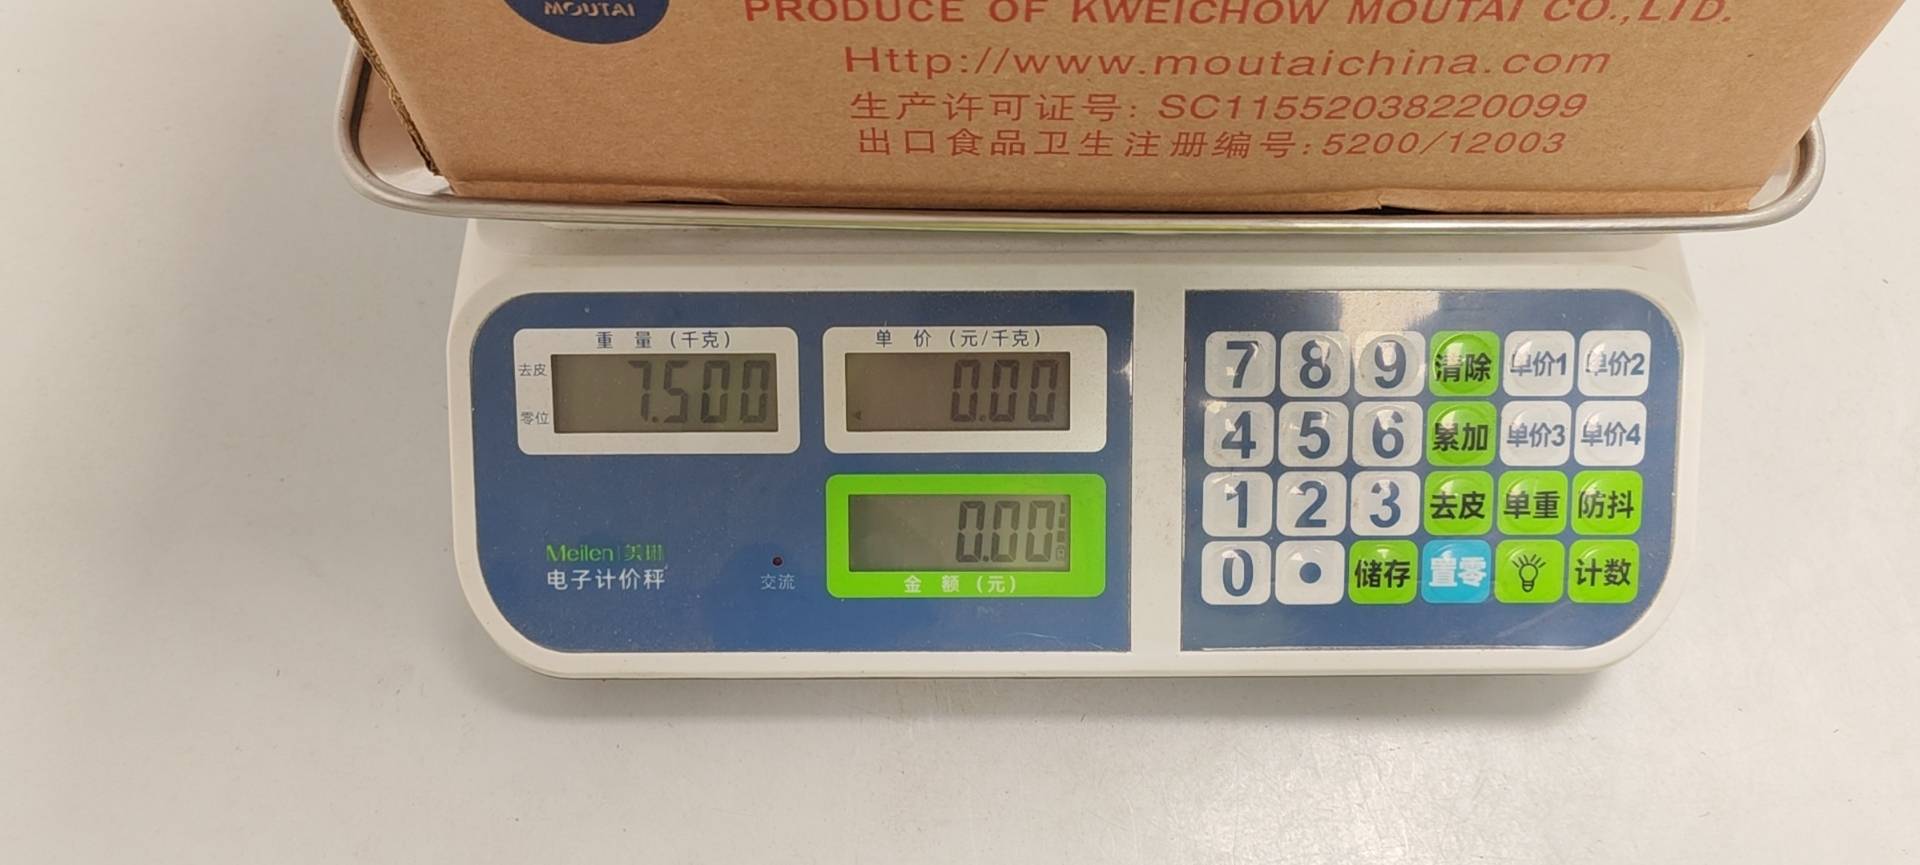 MOUTAI
PRODUCE OF KWEICHOW MOUTAI CO.,LTD.
Http://www.moutaichina.com
生产许可证号: SC11552038220099
出口食品卫生注册编号:5200/12003
重 量 (千克)
去皮
7.500
零位
单 价 (元/千克)
0.00
0.00
金 额 (元)
Meilen
电子计价秤
交流
7 8 9 清除 单价1 单价2
4 5 6 累加 单价3 单价4
1 2 3 去皮 单重 防抖
0 • 储存 置零 计数